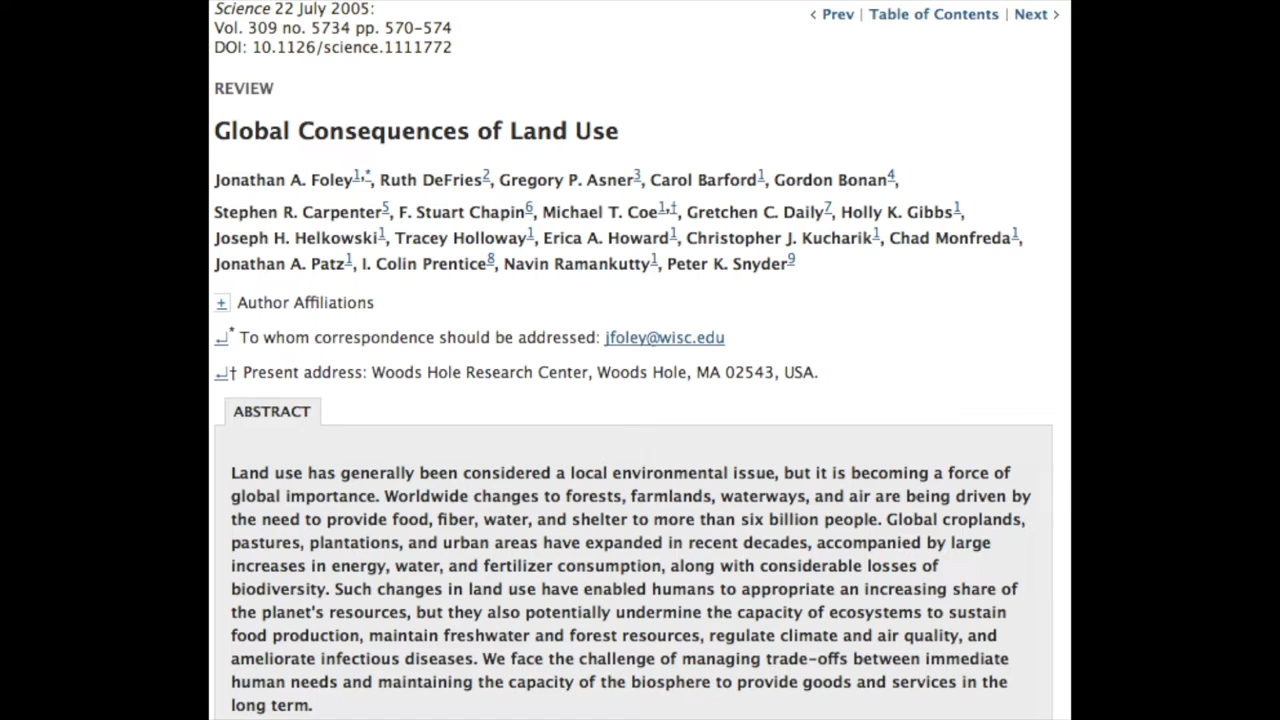 Science 22 July 2005:
Vol. 309 no. 5734 pp. 570–574
DOI: 10.1126/science.1111772
‹ Prev | Table of Contents | Next ›
REVIEW
Global Consequences of Land Use
Jonathan A. Foley1,*, Ruth DeFries2, Gregory P. Asner3, Carol Barford1, Gordon Bonan4,
Stephen R. Carpenter5, F. Stuart Chapin6, Michael T. Coe1,†, Gretchen C. Daily7, Holly K. Gibbs1,
Joseph H. Helkowski1, Tracey Holloway1, Erica A. Howard1, Christopher J. Kucharik1, Chad Monfreda1,
Jonathan A. Patz1, I. Colin Prentice8, Navin Ramankutty1, Peter K. Snyder9
+ Author Affiliations
↵* To whom correspondence should be addressed: jfoley@wisc.edu
↵† Present address: Woods Hole Research Center, Woods Hole, MA 02543, USA.
ABSTRACT
Land use has generally been considered a local environmental issue, but it is becoming a force of
global importance. Worldwide changes to forests, farmlands, waterways, and air are being driven by
the need to provide food, fiber, water, and shelter to more than six billion people. Global croplands,
pastures, plantations, and urban areas have expanded in recent decades, accompanied by large
increases in energy, water, and fertilizer consumption, along with considerable losses of
biodiversity. Such changes in land use have enabled humans to appropriate an increasing share of
the planet's resources, but they also potentially undermine the capacity of ecosystems to sustain
food production, maintain freshwater and forest resources, regulate climate and air quality, and
ameliorate infectious diseases. We face the challenge of managing trade-offs between immediate
human needs and maintaining the capacity of the biosphere to provide goods and services in the
long term.